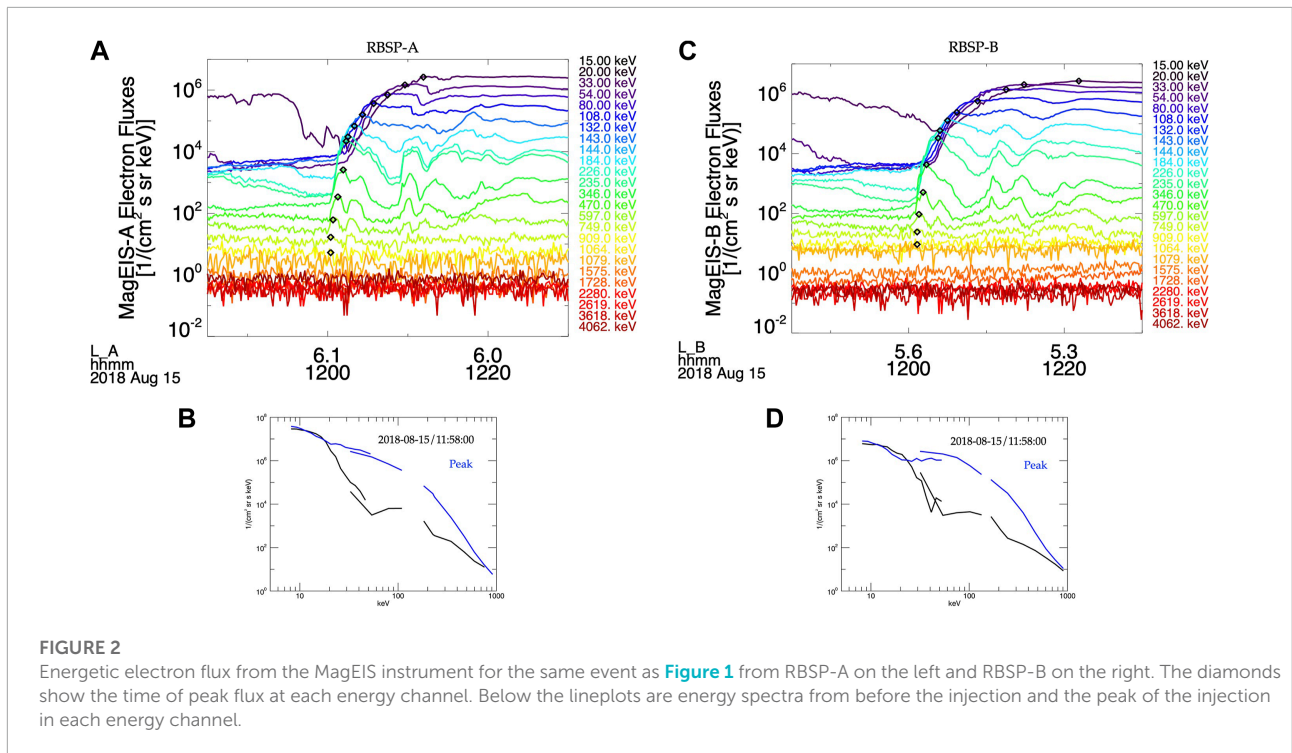 A
RBSP-A
MagEIS-A Electron Fluxes
[1/(cm² s sr keV)]
10⁶
10⁴
10²
10⁰
10⁻²
15.00 keV
20.00 keV
33.00 keV
54.00 keV
80.00 keV
108.0 keV
132.0 keV
143.0 keV
144.0 keV
184.0 keV
226.0 keV
235.0 keV
346.0 keV
470.0 keV
597.0 keV
749.0 keV
909.0 keV
1064. keV
1079. keV
1575. keV
1728. keV
2280. keV
2619. keV
3618. keV
4062. keV
L_A
hhmm
2018 Aug 15
6.1
1200
6.0
1220
C
RBSP-B
MagEIS-B Electron Fluxes
[1/(cm² s sr keV)]
10⁶
10⁴
10²
10⁰
10⁻²
15.00 keV
20.00 keV
33.00 keV
54.00 keV
80.00 keV
108.0 keV
132.0 keV
143.0 keV
144.0 keV
184.0 keV
226.0 keV
235.0 keV
346.0 keV
470.0 keV
597.0 keV
749.0 keV
909.0 keV
1064. keV
1079. keV
1575. keV
1728. keV
2280. keV
2619. keV
3618. keV
4062. keV
L_B
hhmm
2018 Aug 15
5.6
1200
5.3
1220
B
2018-08-15/11:58:00
Peak
1/(cm² sr s keV)
10⁸
10⁶
10⁴
10²
10⁰
10
100
1000
keV
D
2018-08-15/11:58:00
Peak
1/(cm² sr s keV)
10⁸
10⁶
10⁴
10²
10⁰
10
100
1000
keV
FIGURE 2
Energetic electron flux from the MagEIS instrument for the same event as Figure 1 from RBSP-A on the left and RBSP-B on the right. The diamonds
show the time of peak flux at each energy channel. Below the lineplots are energy spectra from before the injection and the peak of the injection
in each energy channel.